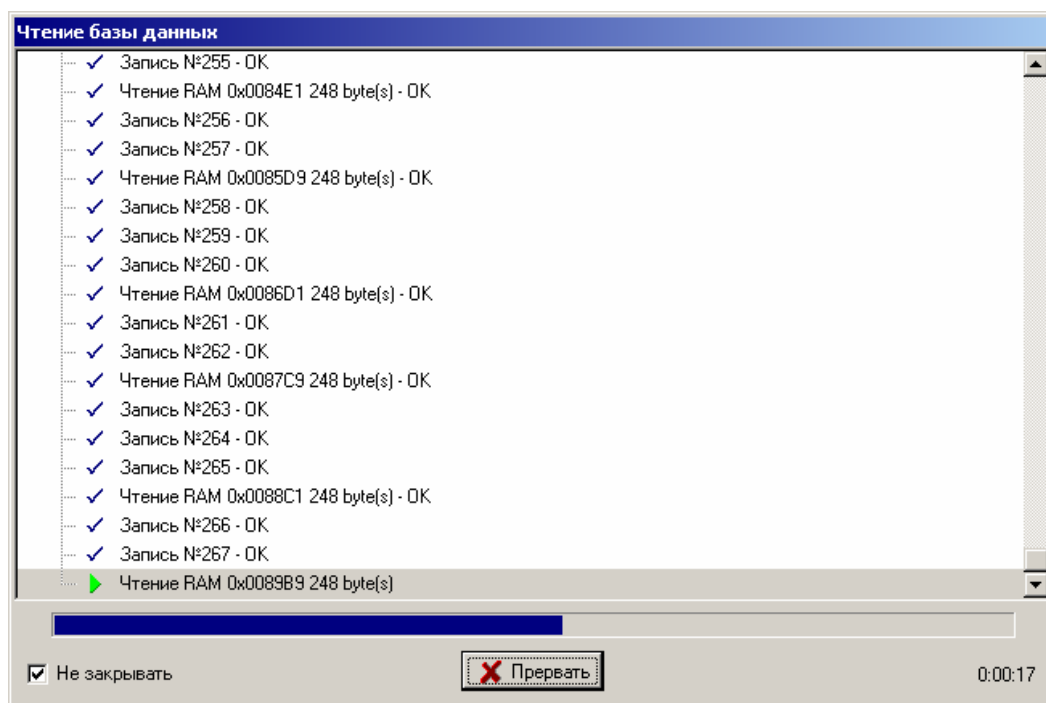 Чтение базы данных
Запись №255 - OK
Чтение RAM 0x0084E1 248 byte(s) - OK
Запись №256 - OK
Запись №257 - OK
Чтение RAM 0x0085D9 248 byte(s) - OK
Запись №258 - OK
Запись №259 - OK
Запись №260 - OK
Чтение RAM 0x0086D1 248 byte(s) - OK
Запись №261 - OK
Запись №262 - OK
Чтение RAM 0x0087C9 248 byte(s) - OK
Запись №263 - OK
Запись №264 - OK
Запись №265 - OK
Чтение RAM 0x0088C1 248 byte(s) - OK
Запись №266 - OK
Запись №267 - OK
Чтение RAM 0x0089B9 248 byte(s)
Не закрывать Прервать 0:00:17